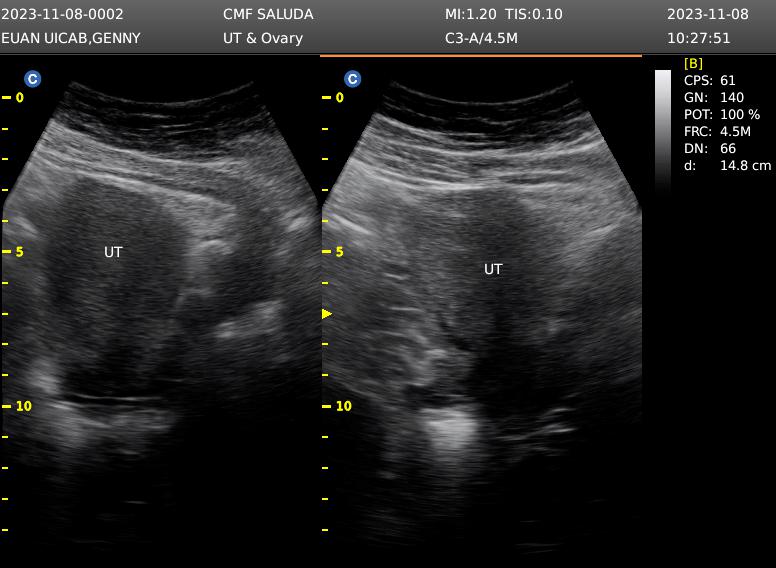 2023-11-08-0002 CMF SALUDA MI:1.20 TIS:0.10 2023-11-08
EUAN UICAB,GENNY UT & Ovary C3-A/4.5M 10:27:51
[B]
CPS: 61
GN: 140
POT: 100 %
FRC: 4.5M
DN: 66
d: 14.8 cm
C
0
5
10
UT
C
0
5
10
UT